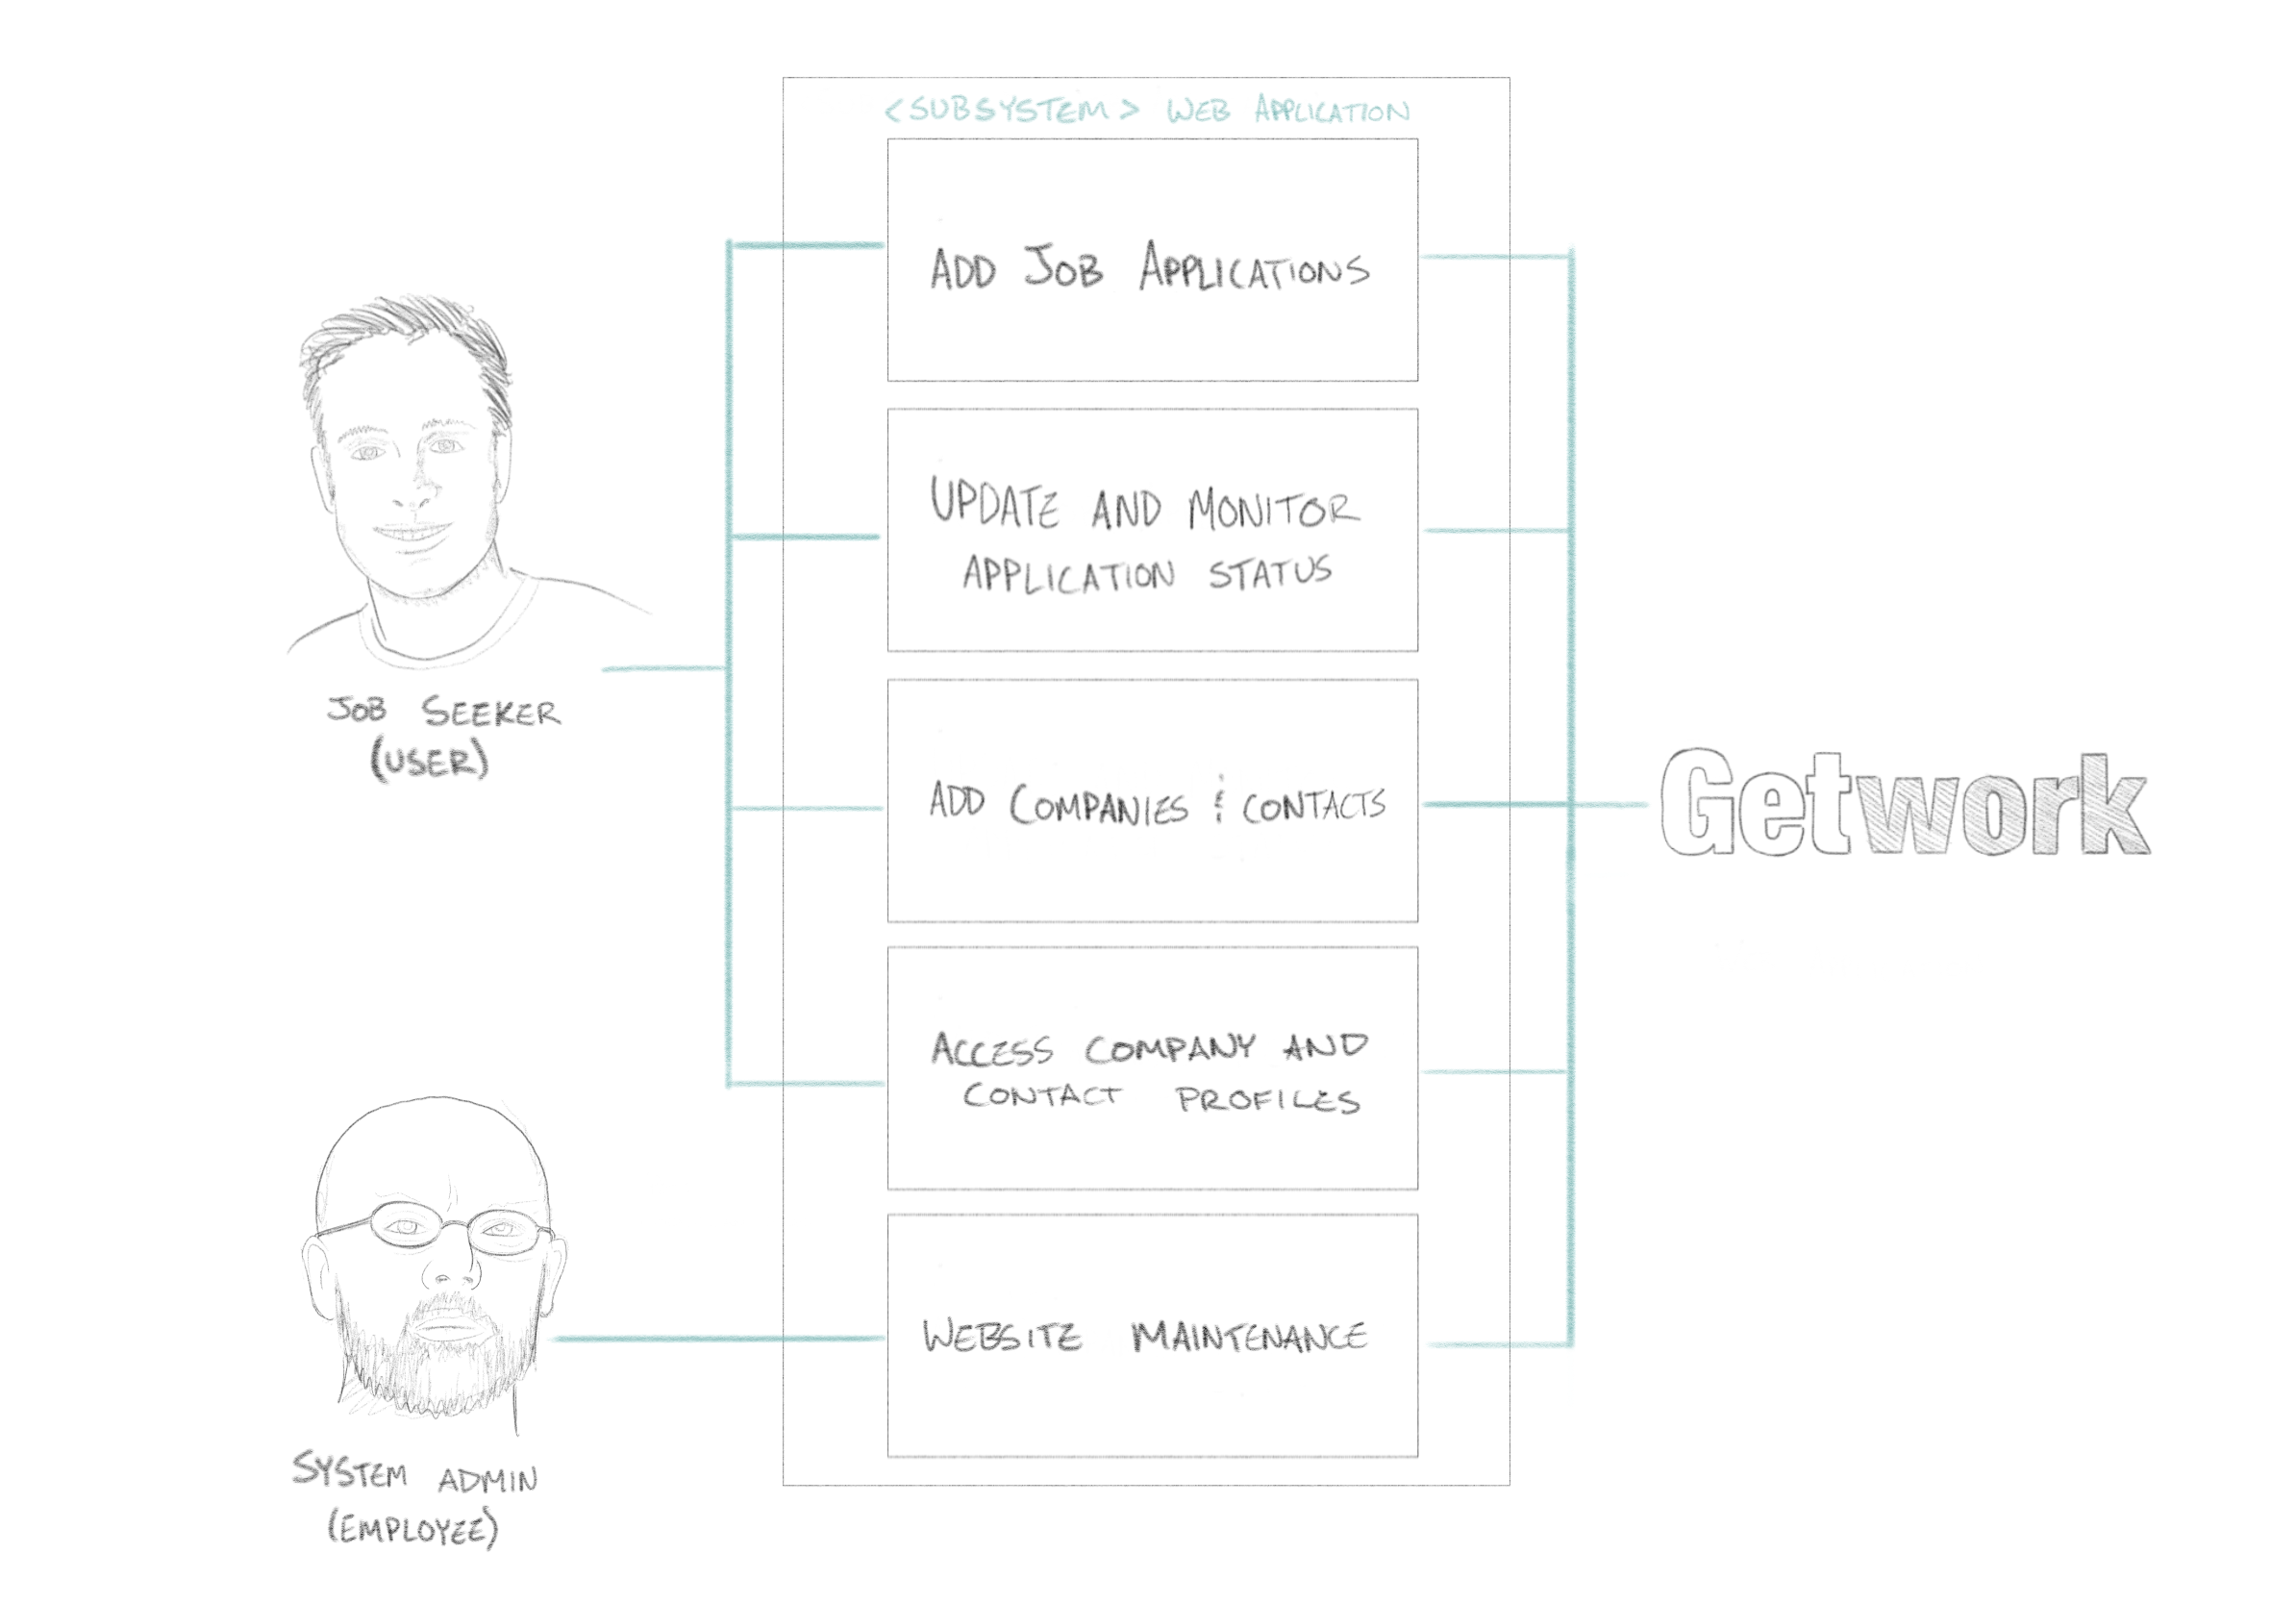 <SUBSYSTEM> WEB APPLICATION
ADD JOB APPLICATIONS
UPDATE AND MONITOR
APPLICATION STATUS
JOB SEEKER
(USER)
ADD COMPANIES & CONTACTS
Getwork
ACCESS COMPANY AND
CONTACT PROFILES
WEBSITE MAINTENANCE
SYSTEM ADMIN
(EMPLOYEE)